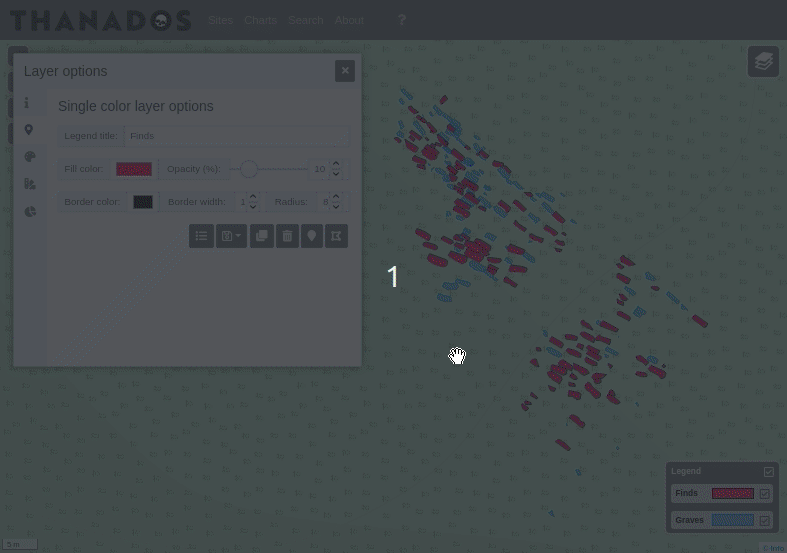 THANADOS Sites Charts Search About ?
Layer options
Single color layer options
Legend title: Finds
Fill color: Opacity (%): 10
Border color: Border width: 1 Radius: 8
1
Legend
Finds
Graves
5 m
© Info